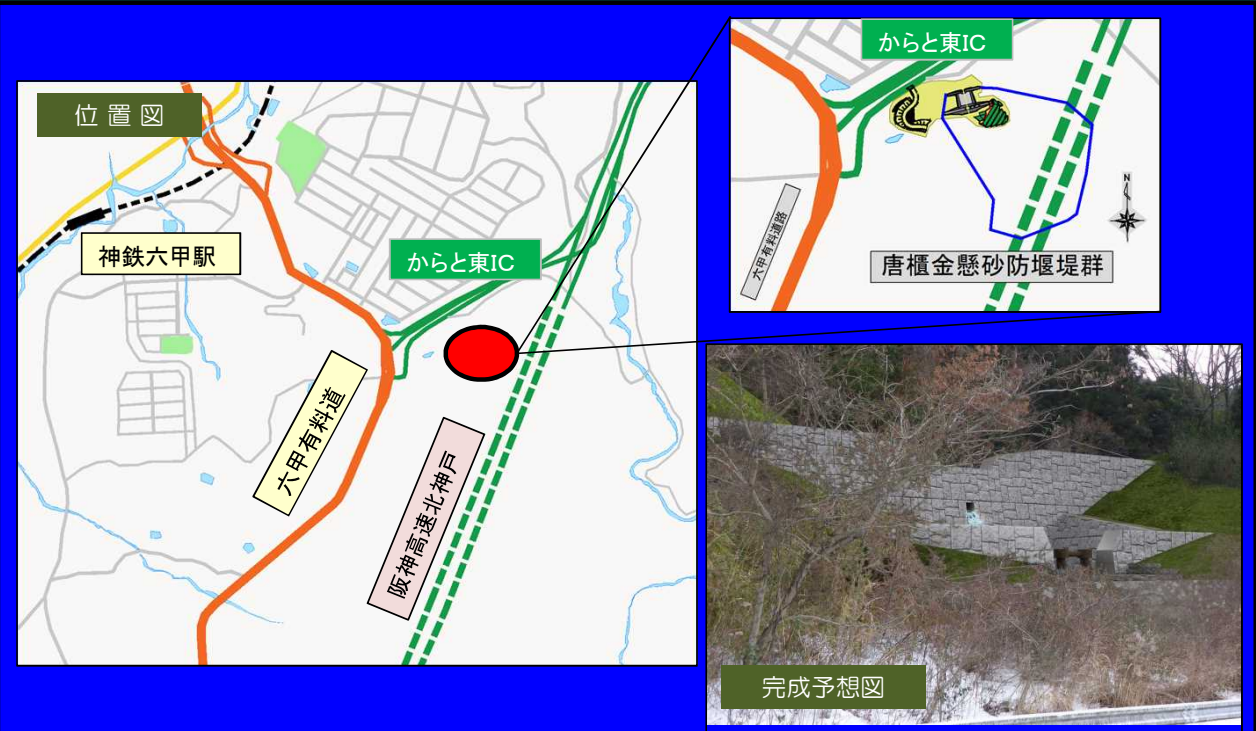 位置図
神鉄六甲駅
からと東IC
六甲有料道
阪神高速北神戸
からと東IC
N
六甲有料道路
唐櫃金懸砂防堰堤群
完成予想図